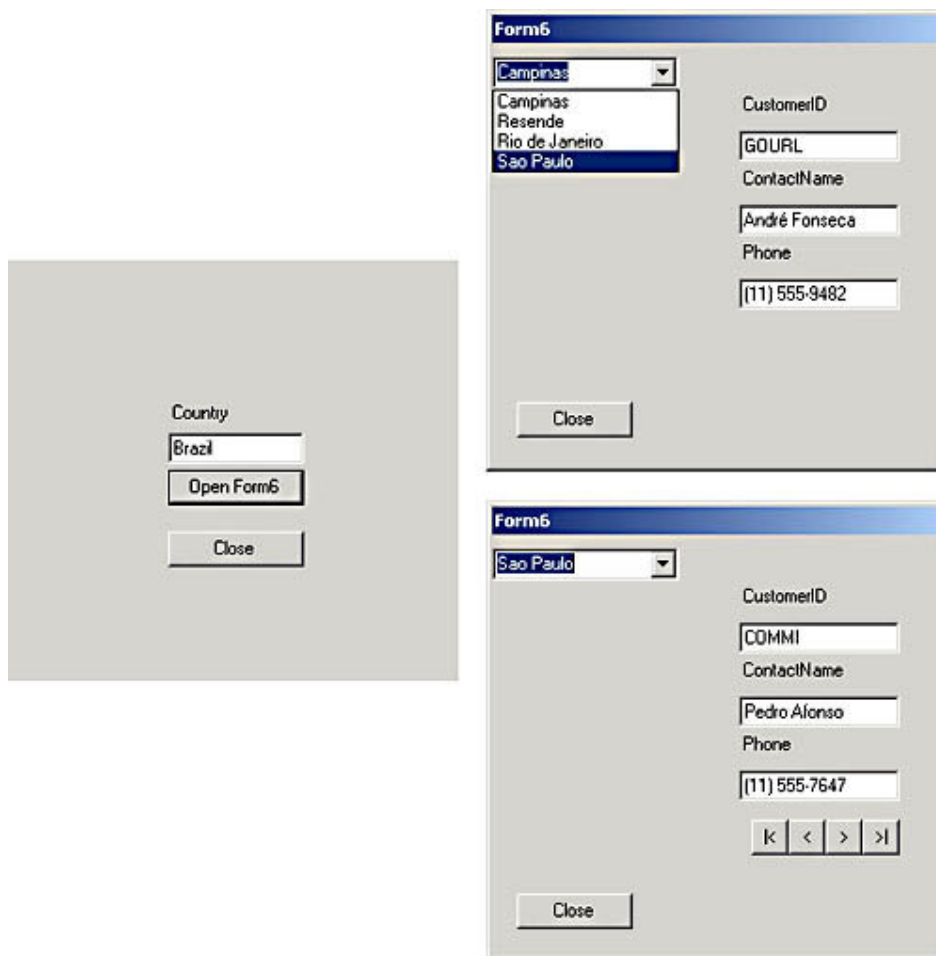 Country
Brazil
Open Form6
Close
Form6
Campinas
Campinas
Resende
Rio de Janeiro
Sao Paulo
CustomerID
GOURL
ContactName
André Fonseca
Phone
(11) 555-9482
Close
Form6
Sao Paulo
CustomerID
COMMI
ContactName
Pedro Afonso
Phone
(11) 555-7647
|< < > >|
Close